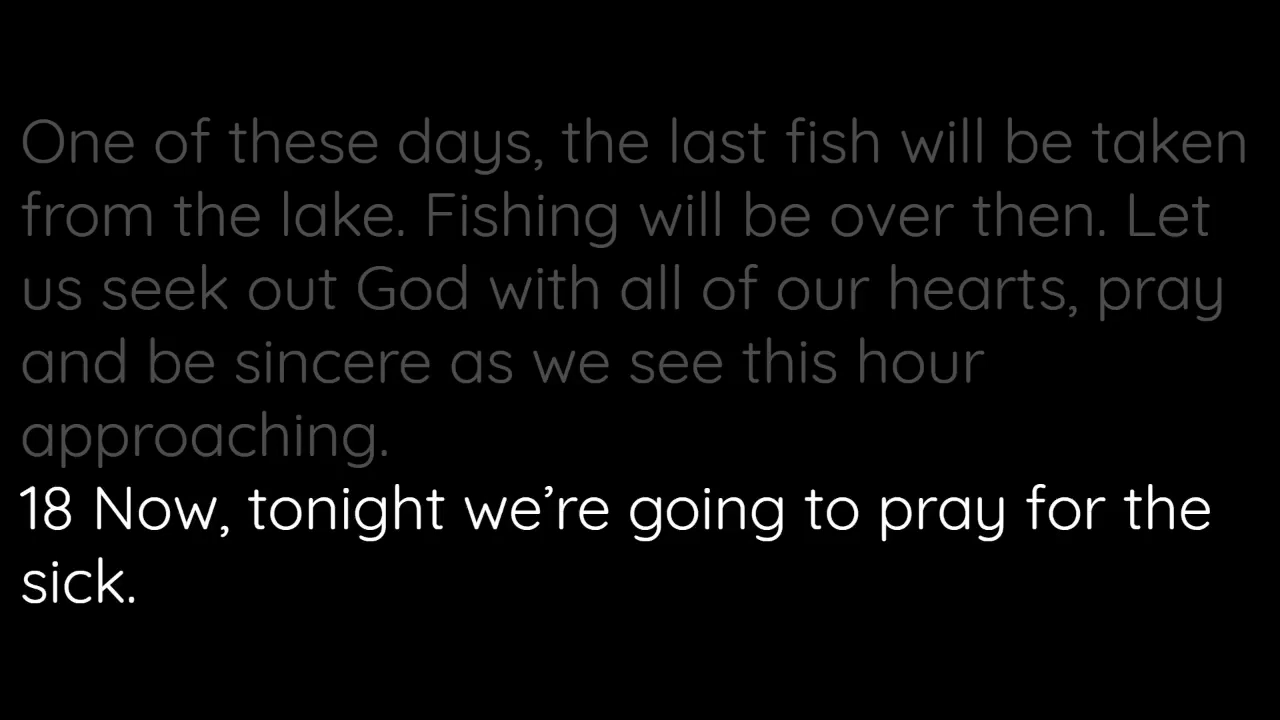 One of these days, the last fish will be taken
from the lake. Fishing will be over then. Let
us seek out God with all of our hearts, pray
and be sincere as we see this hour
approaching.
18 Now, tonight we’re going to pray for the
sick.